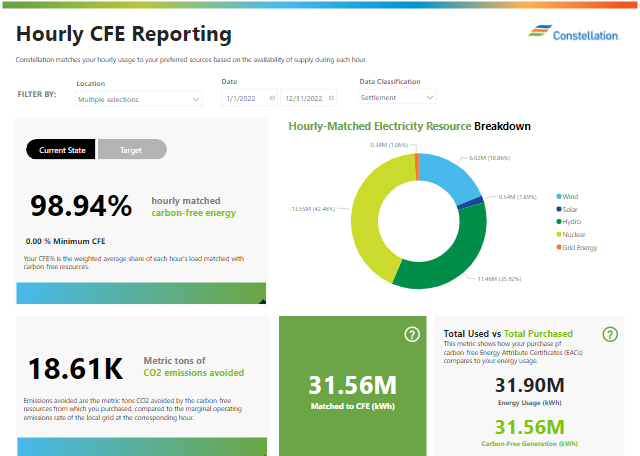 Hourly CFE Reporting
Constellation.
Constellation matches your hourly usage to your preferred sources based on the availability of supply during each hour.
FILTER BY:
Location
Multiple selections
Date
1/1/2022
12/31/2022
Data Classification
Settlement
Current State
Target
98.94%
hourly matched
carbon-free energy
0.00 % Minimum CFE
Your CFE% is the weighted average share of each hour's load matched with
carbon-free resources.
Hourly-Matched Electricity Resource Breakdown
0.34M (1.06%)
6.02M (18.86%)
0.54M (1.69%)
13.55M (42.46%)
11.46M (35.92%)
Wind
Solar
Hydro
Nuclear
Grid Energy
18.61K
Metric tons of
CO2 emissions avoided
Emissions avoided are the metric tons CO2 avoided by the carbon-free
resources from which you purchased, compared to the marginal operating
emissions rate of the local grid at the corresponding hour.
?
31.56M
Matched to CFE (kWh)
Total Used vs Total Purchased
?
This metric shows how your purchase pf
carbon-free Energy Attribute Certificates (EACs)
compares to your energy usage.
31.90M
Energy Usage (kWh)
31.56M
Carbon-Free Generation (kWh)